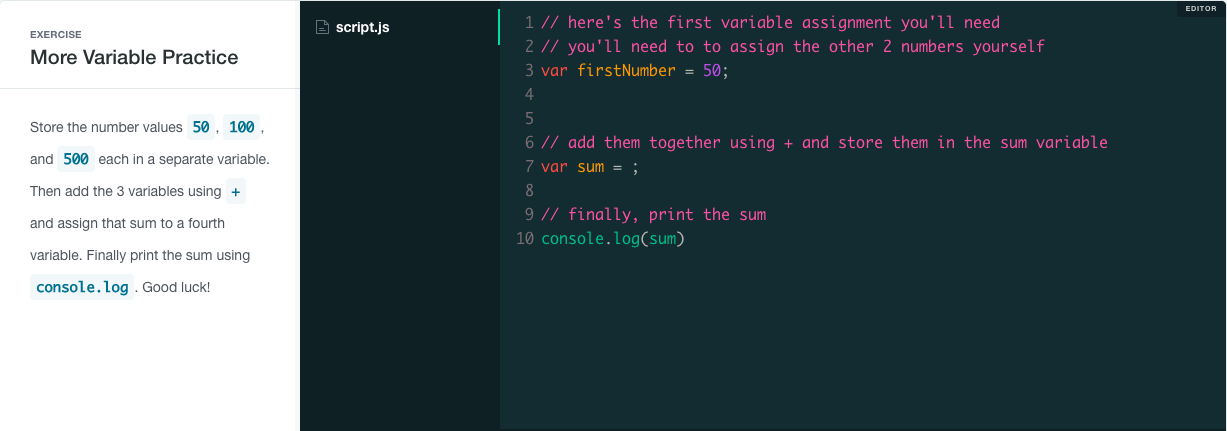 EXERCISE
More Variable Practice
Store the number values 50 , 100 ,
and 500 each in a separate variable.
Then add the 3 variables using +
and assign that sum to a fourth
variable. Finally print the sum using
console.log . Good luck!
script.js
EDITOR
1 // here's the first variable assignment you'll need
2 // you'll need to to assign the other 2 numbers yourself
3 var firstNumber = 50;
4
5
6 // add them together using + and store them in the sum variable
7 var sum = ;
8
9 // finally, print the sum
10 console.log(sum)